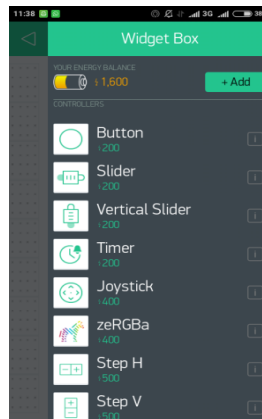 11:38 3G 38
Widget Box
YOUR ENERGY BALANCE
1,600
+ Add
CONTROLLERS
Button
200
Slider
200
Vertical Slider
200
Timer
200
Joystick
400
zeRGBa
400
Step H
500
Step V
500